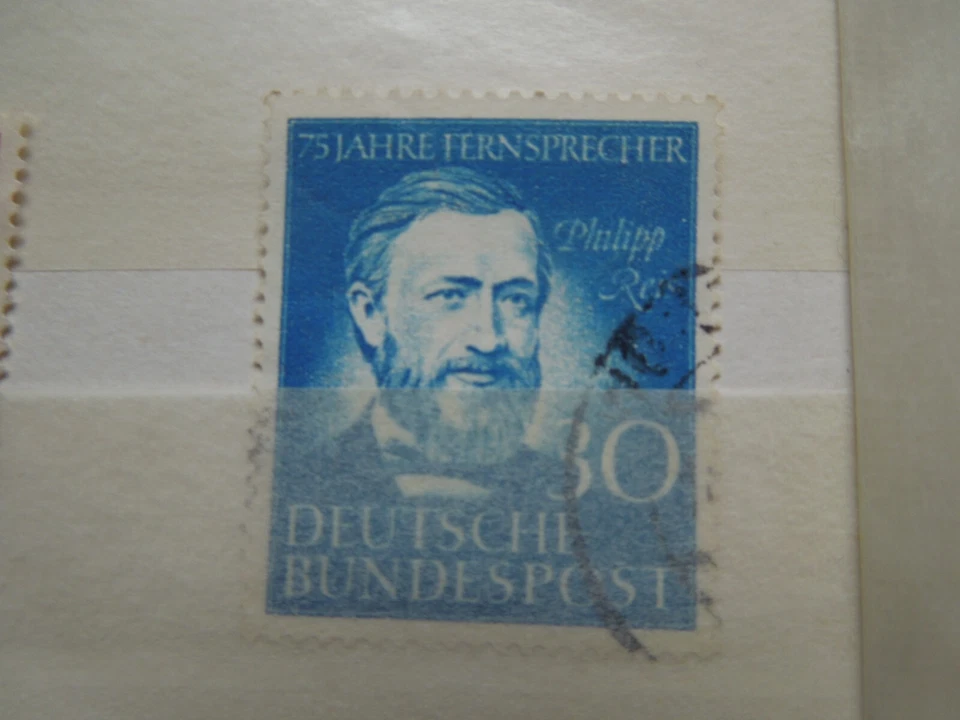 75 JAHRE FERNSPRECHER
Philipp
Reis
30
DEUTSCHE
BUNDESPOST